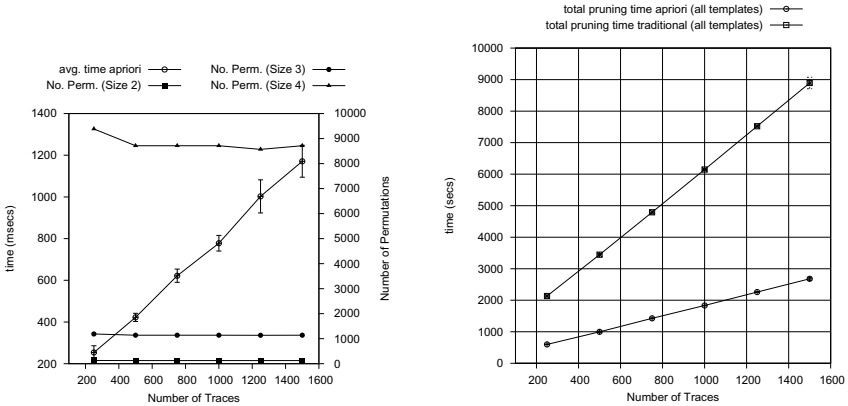 avg. time apriori
No. Perm. (Size 2)
No. Perm. (Size 3)
No. Perm. (Size 4)
1400
1200
1000
800
600
400
200
time (msecs)
10000
9000
8000
7000
6000
5000
4000
3000
2000
1000
0
Number of Permutations
200 400 600 800 1000 1200 1400 1600
Number of Traces
total pruning time apriori (all templates)
total pruning time traditional (all templates)
10000
9000
8000
7000
6000
5000
4000
3000
2000
1000
0
time (secs)
200 400 600 800 1000 1200 1400 1600
Number of Traces